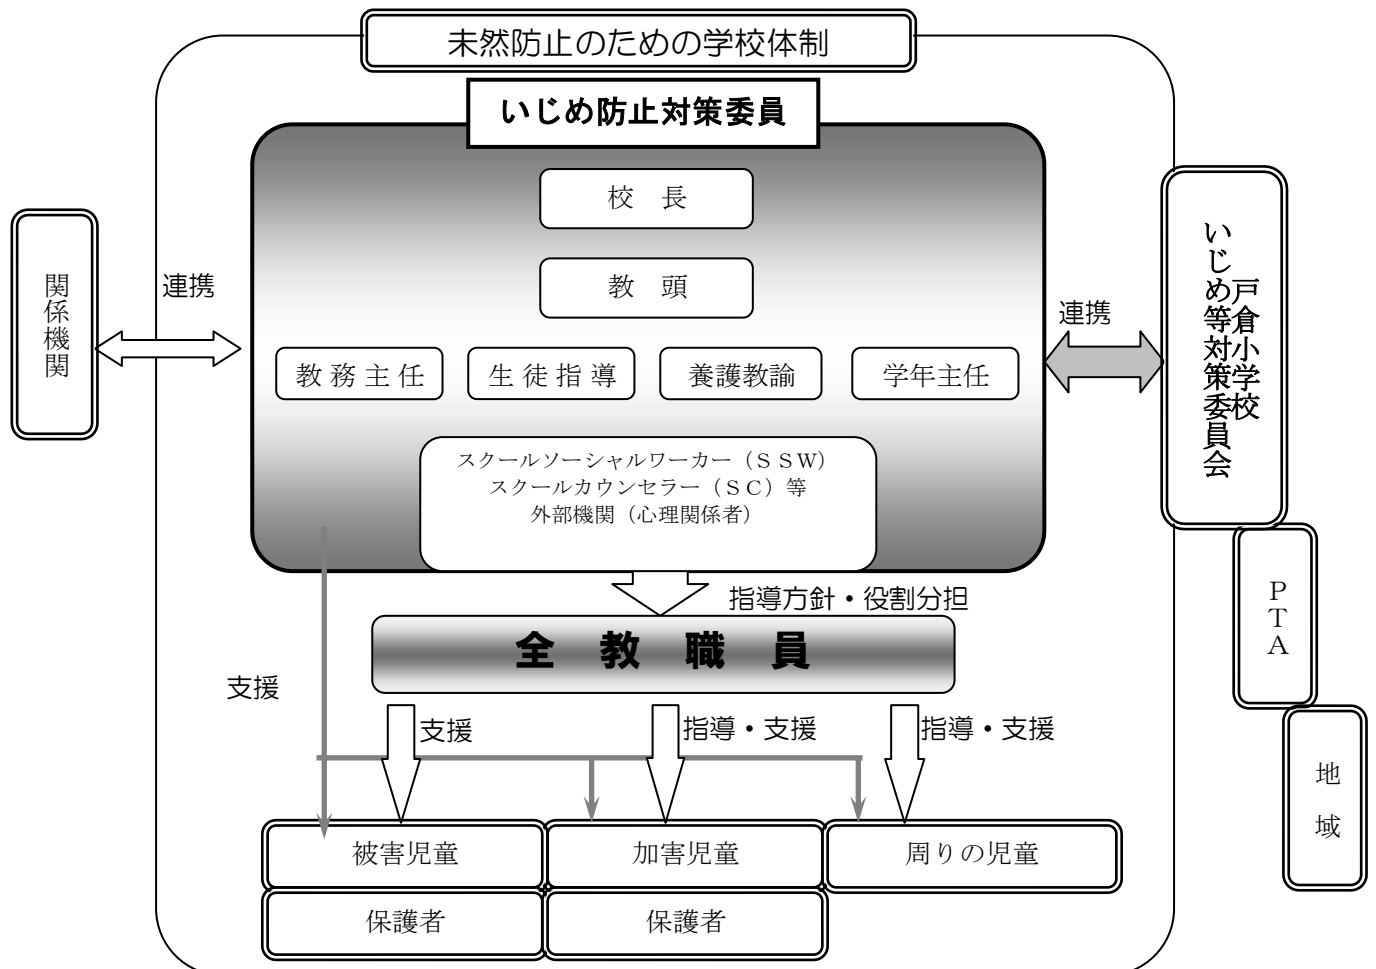 未然防止のための学校体制
いじめ防止対策委員
校　長
教　頭
教 務 主 任
生 徒 指 導
養護教諭
学年主任
スクールソーシャルワーカー（ＳＳＷ）
スクールカウンセラー（ＳＣ）等
外部機関（心理関係者）
関係機関
連携
連携
戸倉小学校
いじめ等対策委員会
ＰＴＡ
地　域
指導方針・役割分担
全　教　職　員
支援
支援
指導・支援
指導・支援
被害児童
加害児童
周りの児童
保護者
保護者